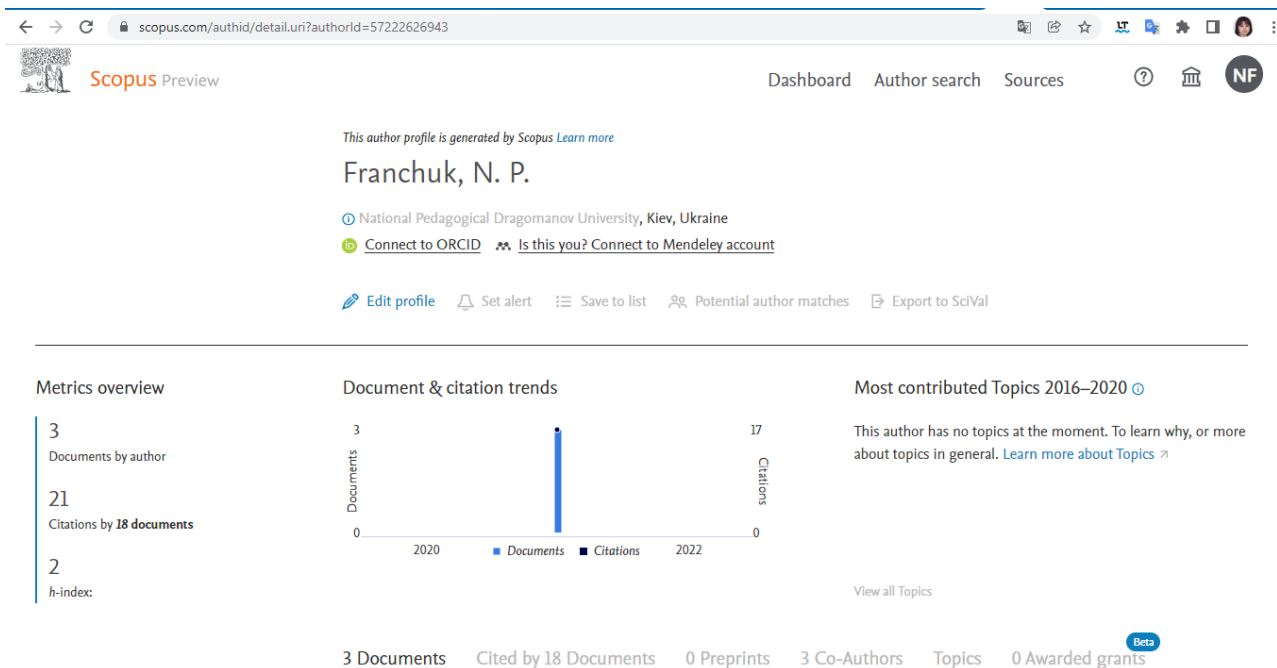 scopus.com/authid/detail.uri?authorId=57222626943
Scopus Preview
Dashboard Author search Sources
NF
This author profile is generated by Scopus Learn more
Franchuk, N. P.
National Pedagogical Dragomanov University, Kiev, Ukraine
iD Connect to ORCID Is this you? Connect to Mendeley account
Edit profile Set alert Save to list Potential author matches Export to SciVal
Metrics overview
3
Documents by author
21
Citations by 18 documents
2
h-index:
Document & citation trends
3 17
Documents
Citations
0 0
2020 Documents Citations 2022
Most contributed Topics 2016–2020
This author has no topics at the moment. To learn why, or more
about topics in general. Learn more about Topics
View all Topics
Beta
3 Documents Cited by 18 Documents 0 Preprints 3 Co-Authors Topics 0 Awarded grants